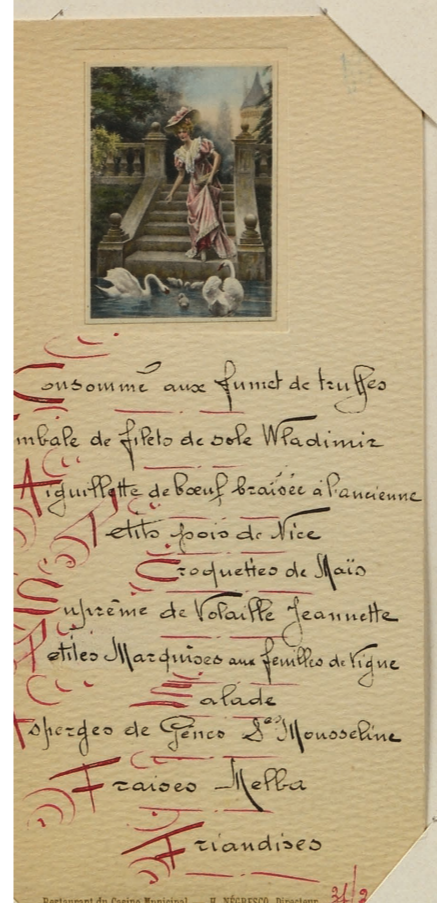 Consommé aux fumet de truffes
imbale de filets de sole Wladimir
Aiguillette de bœuf braisée à l'ancienne
Petits pois de Nice
Croquettes de Maïs
Suprême de Volaille Jeannette
Petites Marquises aux feuilles de Vigne
Salade
Asperges de Gênes Sce Mousseline
Fraises Melba
Friandises
Restaurant du Casino Municipal H. NÉGRESCO, Directeur